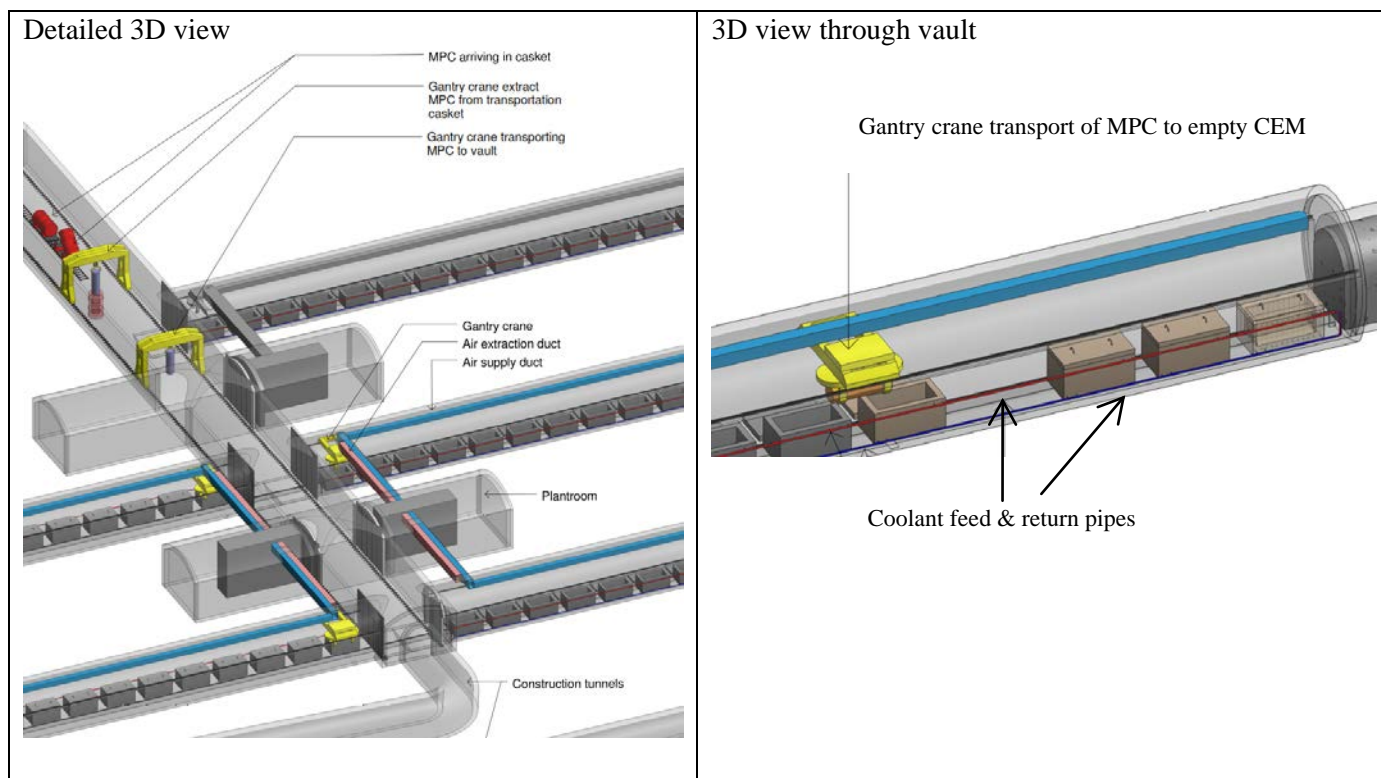 Detailed 3D view
MPC arriving in casket
Gantry crane extract
MPC from transportation
casket
Gantry crane transporting
MPC to vault
Gantry crane
Air extraction duct
Air supply duct
Plantroom
Construction tunnels
3D view through vault
Gantry crane transport of MPC to empty CEM
Coolant feed & return pipes